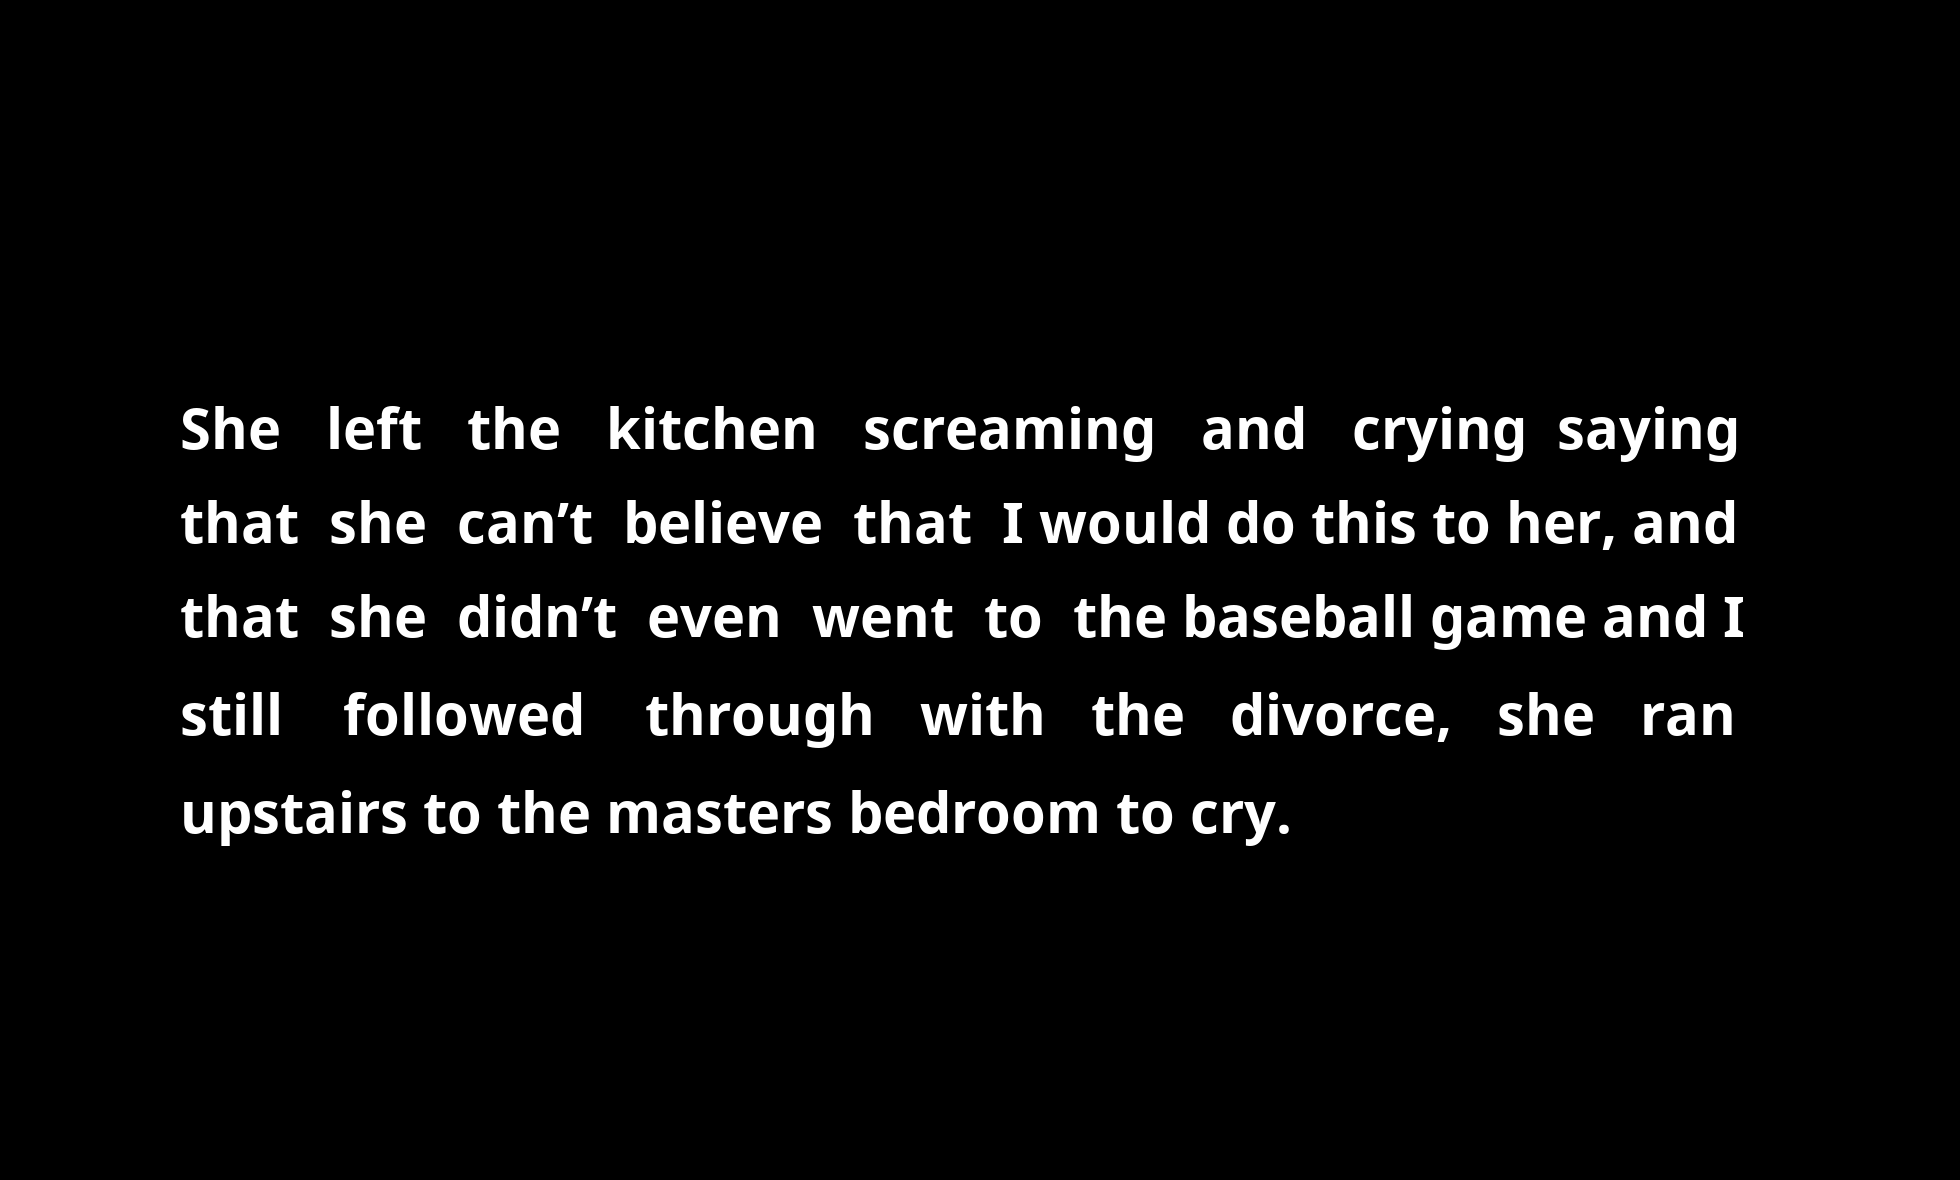 She left the kitchen screaming and crying saying
that she can’t believe that I would do this to her, and
that she didn’t even went to the baseball game and I
still followed through with the divorce, she ran
upstairs to the masters bedroom to cry.